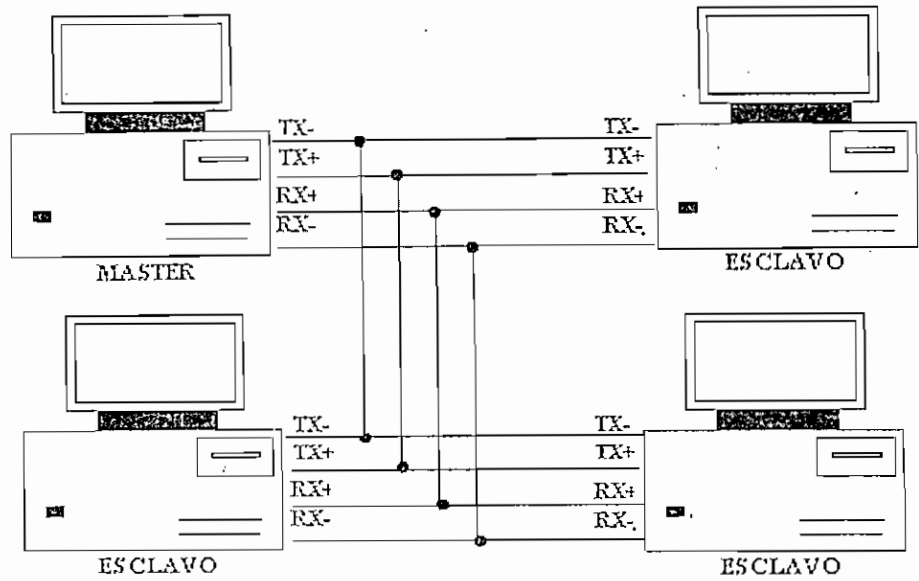 TX- TX-
TX+ TX+
RX+ RX+
RX- RX-.
MASTER ESCLAVO
TX- TX-
TX+ TX+
RX+ RX+
RX- RX-.
ESCLAVO ESCLAVO